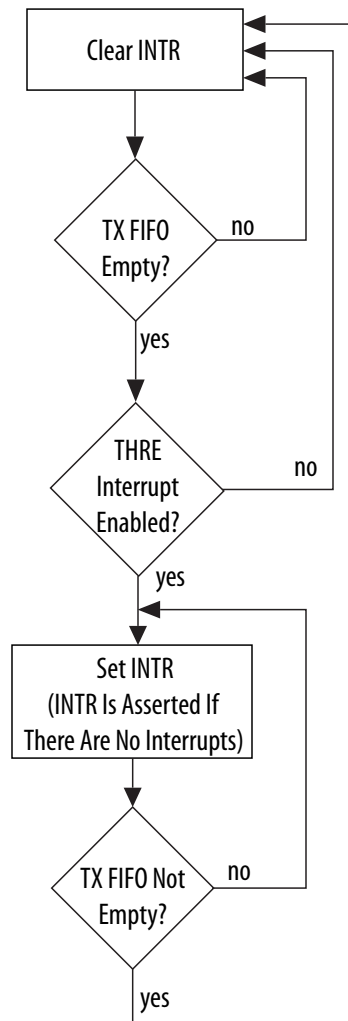 Clear INTR
TX FIFO
Empty?
no
yes
THRE
Interrupt
Enabled?
no
yes
Set INTR
(INTR Is Asserted If
There Are No Interrupts)
TX FIFO Not
Empty?
no
yes